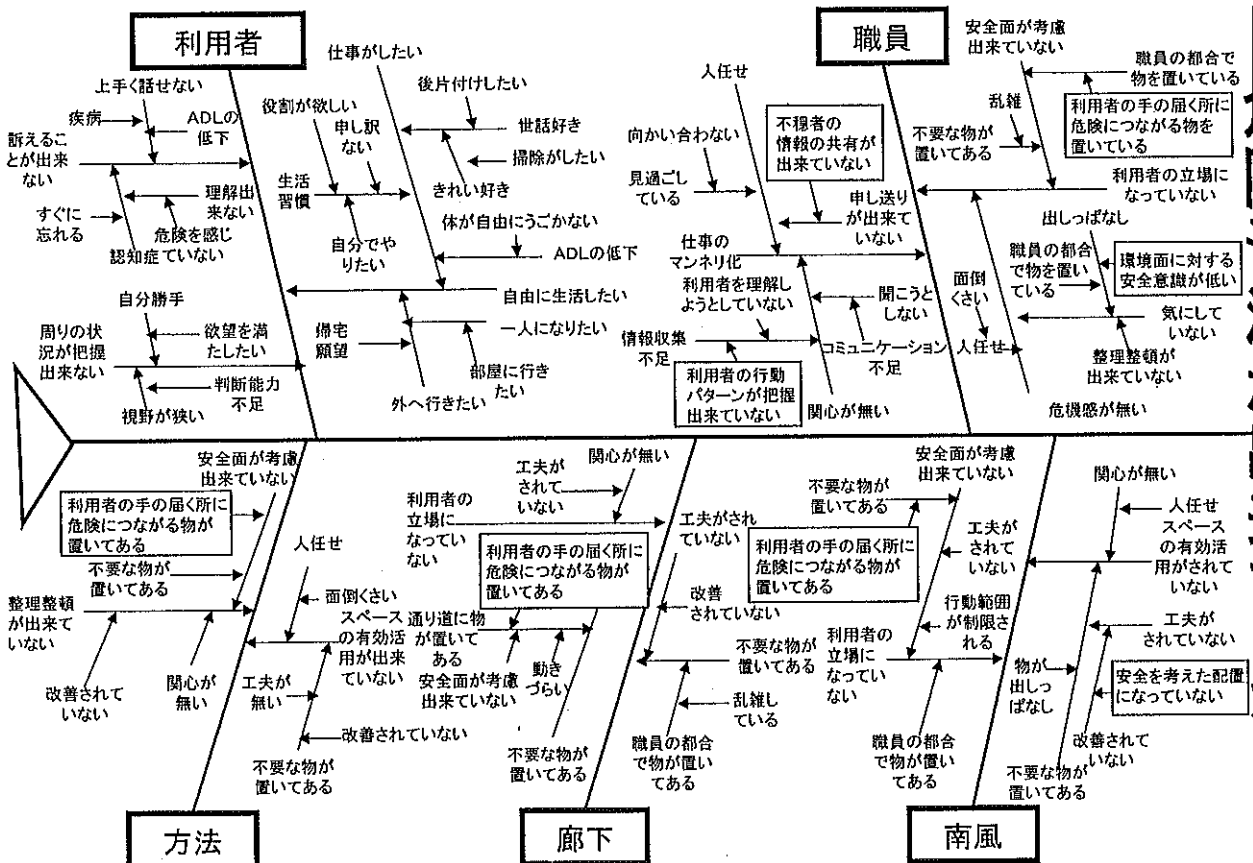 利用者
上手く話せない
疾病
ADLの
低下
訴えるこ
とが出来
ない
理解出
来ない
すぐに
忘れる
危険を感じ
ていない
認知症
自分勝手
周りの状
況が把握
出来ない
欲望を満
たしたい
判断能力
不足
視野が狭い
仕事がしたい
後片付けしたい
役割が欲しい
申し訳
ない
世話好き
掃除がしたい
きれい好き
生活
習慣
自分でや
りたい
体が自由にうごかない
ADLの低下
自由に生活したい
一人になりたい
帰宅
願望
部屋に行き
たい
外へ行きたい
職員
人任せ
向かい合わない
不穏者の
情報の共有が
出来ていない
見過ごし
ている
申し送り
が出来て
いない
仕事の
マンネリ化
利用者を理解し
ようとしていない
聞こうと
しない
情報収集
不足
コミュニケーション
不足
利用者の行動
パターンが把握
出来ていない
関心が無い
安全面が考慮
出来ていない
職員の都合で
物を置いている
乱雑
利用者の手の届く所に
危険につながる物を
置いている
不要な物が
置いてある
利用者の立場に
なっていない
出しっぱなし
職員の都合
で物を置い
ている
環境面に対する
安全意識が低い
面倒
くさい
気にして
いない
人任せ
整理整頓が
出来ていない
危機感が無い
安全面が考慮
出来ていない
利用者の手の届く所に
危険につながる物が
置いてある
不要な物が
置いてある
整理整頓
が出来て
いない
改善されて
いない
関心が
無い
人任せ
面倒くさい
スペース
の有効活
用が出来
ていない
工夫が
無い
改善されていない
不要な物が
置いてある
方法
関心が無い
工夫が
されて
いない
利用者の
立場に
なってい
ない
工夫がされ
ていない
利用者の手の届く所に
危険につながる物が
置いてある
改善
されていない
通り道に物
が置いて
ある
動き
づらい
安全面が考慮
出来ていない
不要な物が
置いてある
乱雑し
ている
不要な物が
置いてある
職員の都合
で物が置い
てある
廊下
安全面が考慮
出来ていない
不要な物が
置いてある
工夫が
されて
いない
利用者の手の届く所に
危険につながる物が
置いてある
行動範囲
が制限さ
れる
利用者の
立場に
なってい
ない
職員の都合
で物が置い
てある
南風
関心が無い
人任せ
スペース
の有効活
用がされて
いない
工夫が
されていない
物が
出しっ
ぱなし
安全を考えた配置
になっていない
改善されて
いない
不要な物が
置いてある